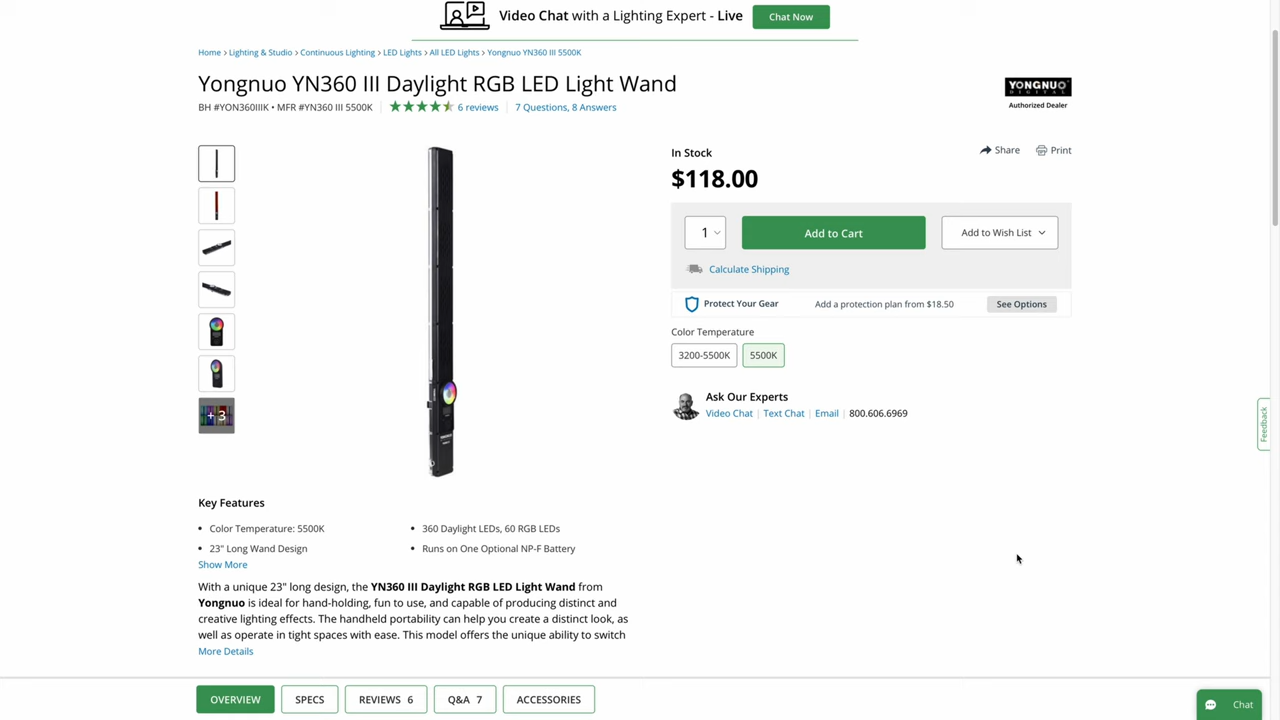 Video Chat with a Lighting Expert - Live
Chat Now
Home > Lighting & Studio > Continuous Lighting > LED Lights > All LED Lights > Yongnuo YN360 III 5500K
Yongnuo YN360 III Daylight RGB LED Light Wand
BH #YON360IIIK • MFR #YN360 III 5500K
6 reviews
7 Questions, 8 Answers
YONGNUO
DIGITAL
Authorized Dealer
In Stock
Share
Print
$118.00
1
Add to Cart
Add to Wish List
Calculate Shipping
Protect Your Gear
Add a protection plan from $18.50
See Options
Color Temperature
3200-5500K
5500K
Ask Our Experts
Video Chat | Text Chat | Email | 800.606.6969
+ 3
Feedback
Key Features
• Color Temperature: 5500K
• 360 Daylight LEDs, 60 RGB LEDs
• 23" Long Wand Design
• Runs on One Optional NP-F Battery
Show More
With a unique 23" long design, the YN360 III Daylight RGB LED Light Wand from
Yongnuo is ideal for hand-holding, fun to use, and capable of producing distinct and
creative lighting effects. The handheld portability can help you create a distinct look, as
well as operate in tight spaces with ease. This model offers the unique ability to switch
More Details
OVERVIEW
SPECS
REVIEWS 6
Q&A 7
ACCESSORIES
Chat